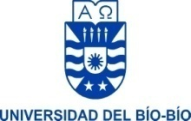 Α Ω
UNIVERSIDAD DEL BÍO-BÍO